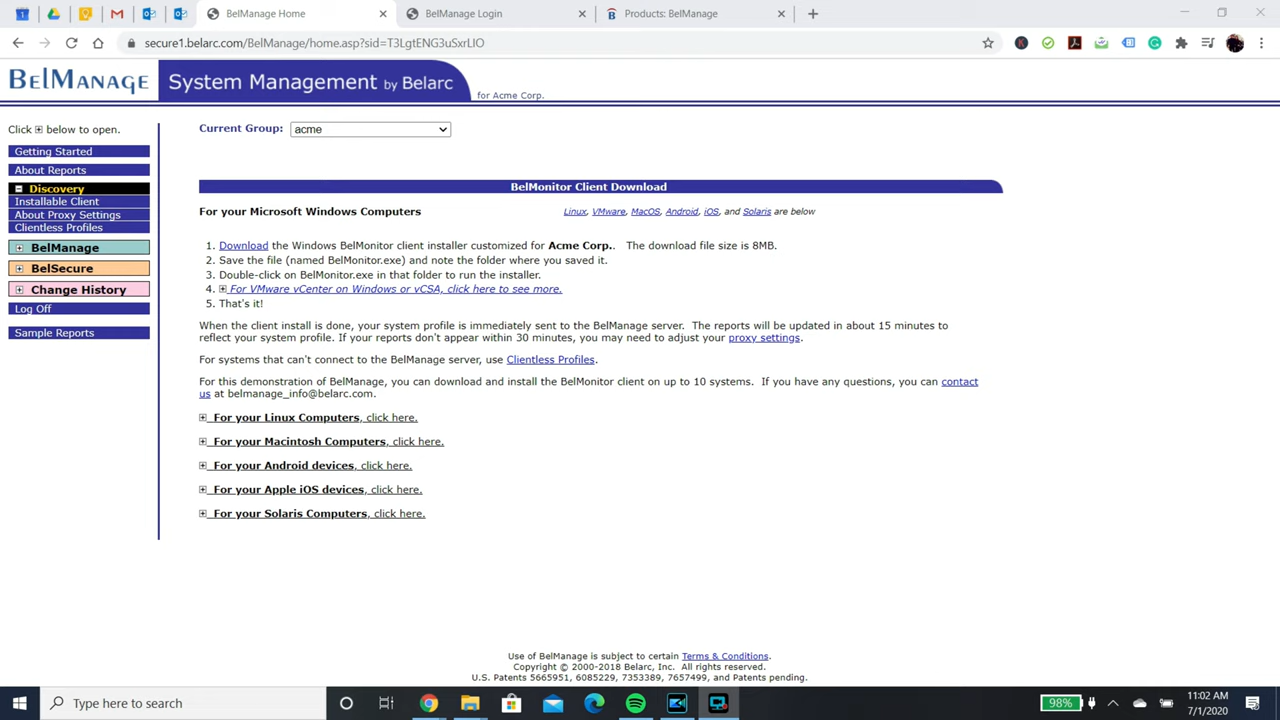 BelManage Home
BelManage Login
Products: BelManage
secure1.belarc.com/BelManage/home.asp?sid=T3LgtENG3uSxrLIO
BELMANAGE
System Management by Belarc
for Acme Corp.
Click ⊞ below to open.
Current Group: acme
Getting Started
About Reports
Discovery
Installable Client
About Proxy Settings
Clientless Profiles
BelManage
BelSecure
Change History
Log Off
Sample Reports
BelMonitor Client Download
For your Microsoft Windows Computers
Linux, VMware, MacOS, Android, iOS, and Solaris are below
1. Download the Windows BelMonitor client installer customized for Acme Corp.. The download file size is 8MB.
2. Save the file (named BelMonitor.exe) and note the folder where you saved it.
3. Double-click on BelMonitor.exe in that folder to run the installer.
4. ⊞ For VMware vCenter on Windows or vCSA, click here to see more.
5. That's it!
When the client install is done, your system profile is immediately sent to the BelManage server. The reports will be updated in about 15 minutes to
reflect your system profile. If your reports don't appear within 30 minutes, you may need to adjust your proxy settings.
For systems that can't connect to the BelManage server, use Clientless Profiles.
For this demonstration of BelManage, you can download and install the BelMonitor client on up to 10 systems. If you have any questions, you can contact
us at belmanage_info@belarc.com.
For your Linux Computers, click here.
For your Macintosh Computers, click here.
For your Android devices, click here.
For your Apple iOS devices, click here.
For your Solaris Computers, click here.
Use of BelManage is subject to certain Terms & Conditions.
Copyright © 2000-2018 Belarc, Inc. All rights reserved.
U.S. Patents 5665951, 6085229, 7353389, 7657499, and Patents pending.
Type here to search
98%
11:02 AM
7/1/2020